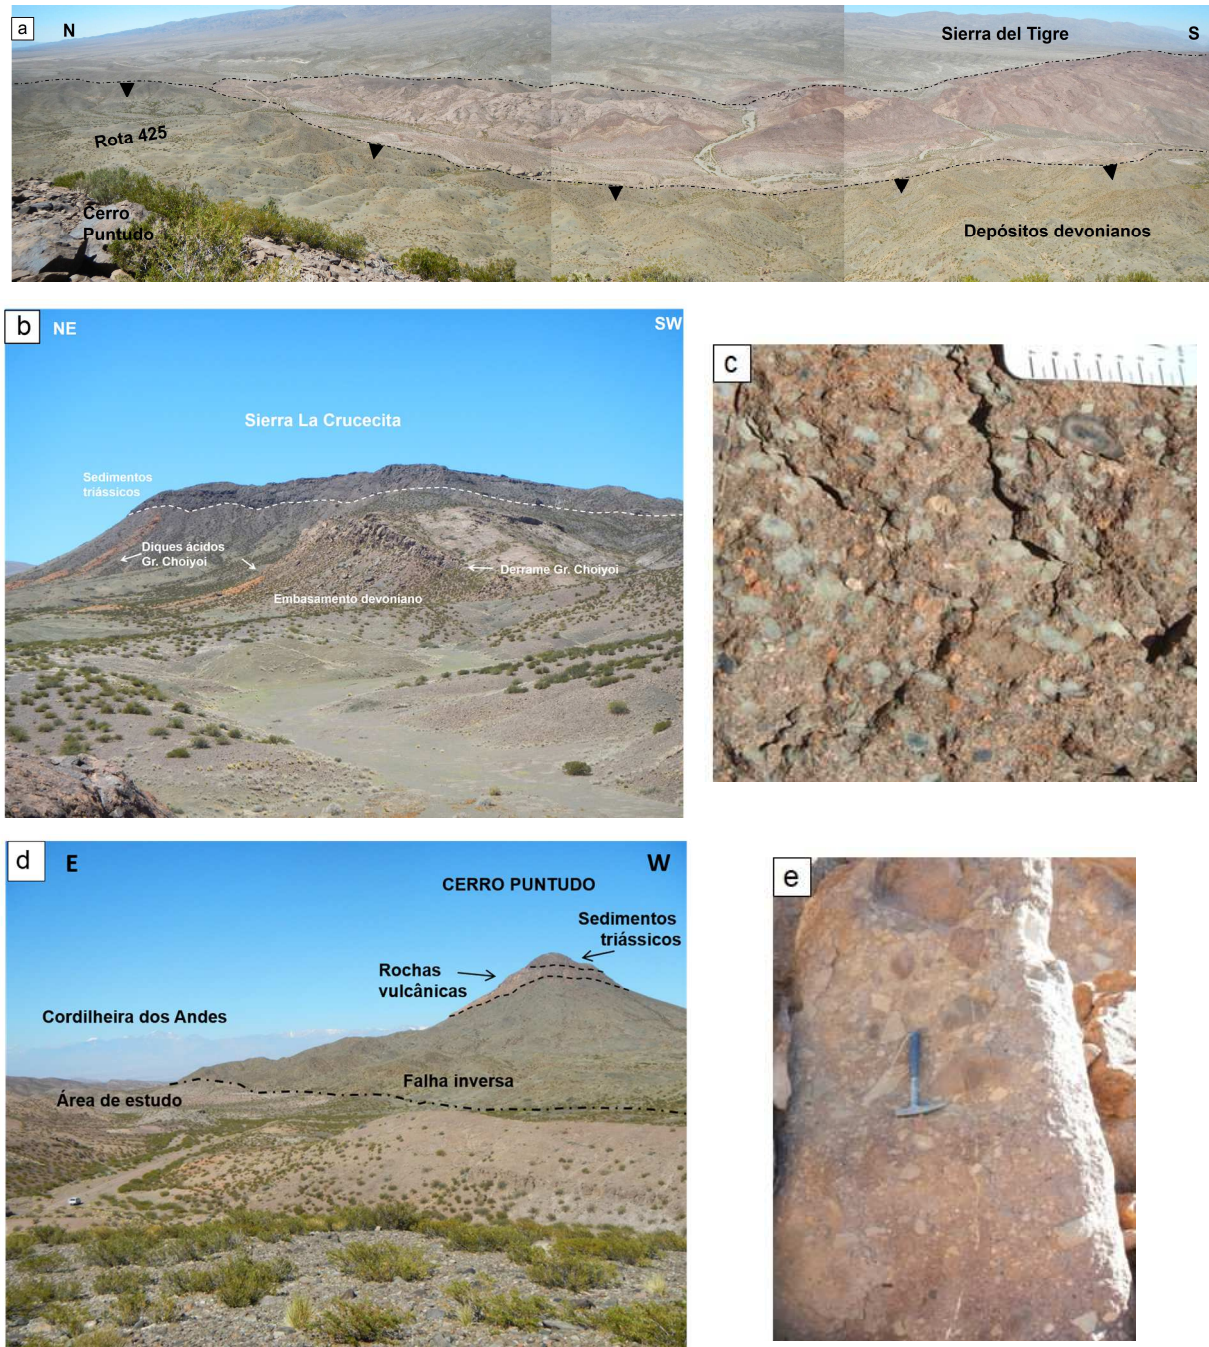 a
N
Sierra del Tigre
S
Rota 425
Cerro
Puntudo
Depósitos devonianos
b
NE
SW
Sierra La Crucecita
Sedimentos
triássicos
Diques ácidos
Gr. Choiyoi
Derrame Gr. Choiyoi
Embasamento devoniano
c
d
E
W
CERRO PUNTUDO
Sedimentos
triássicos
Rochas
vulcânicas
Cordilheira dos Andes
Falha inversa
Área de estudo
e